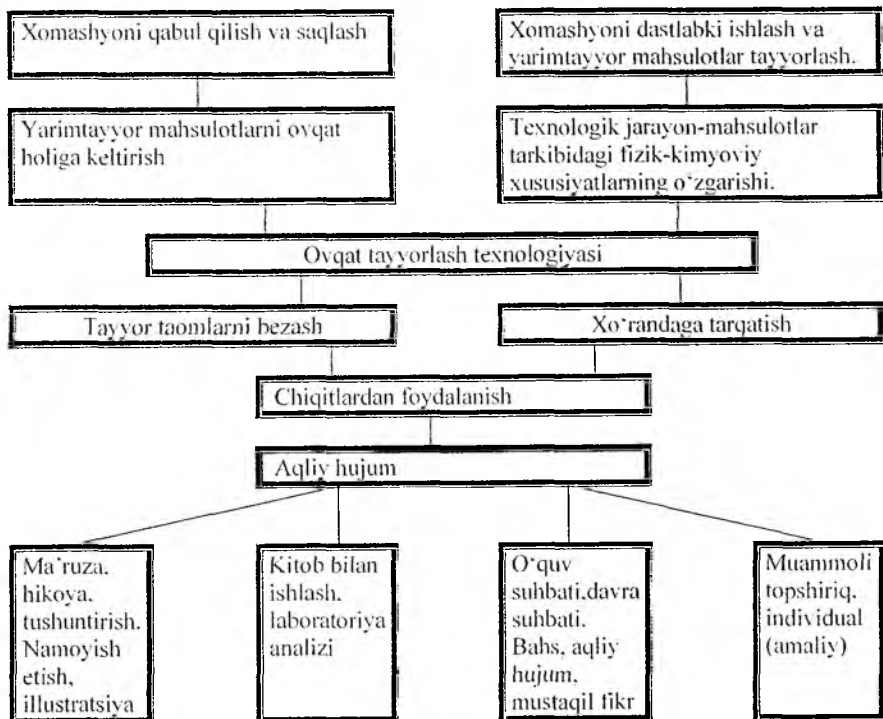 Xomashyoni qabul qilish va saqlash
Xomashyoni dastlabki ishlash va
yarimtayyor mahsulotlar tayyorlash.
Yarimtayyor mahsulotlarni ovqat
holiga keltirish
Texnologik jarayon-mahsulotlar
tarkibidagi fizik-kimyoviy
xususiyatlarning o‘zgarishi.
Ovqat tayyorlash texnologiyasi
Tayyor taomlarni bezash
Xo‘randaga tarqatish
Chiqitlardan foydalanish
Aqliy hujum
Ma’ruza.
hikoya.
tushuntirish.
Namoyish
etish,
illustratsiya
Kitob bilan
ishlash.
laboratoriya
analizi
O‘quv
suhbati.davra
suhbati.
Bahs, aqliy
hujum,
mustaqil fikr
Muammoli
topshiriq.
individual
(amaliy)